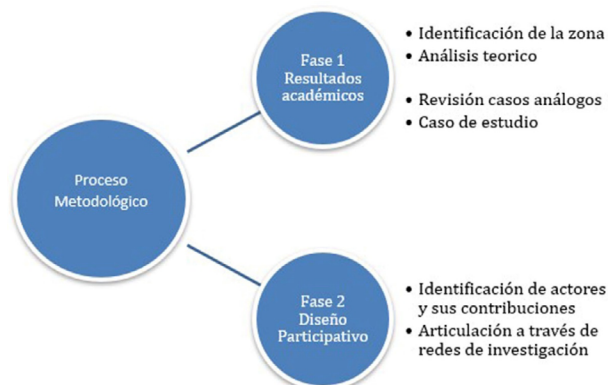 Proceso
Metodológico
Fase 1
Resultados
académicos
• Identificación de la zona
• Análisis teorico
• Revisión casos análogos
• Caso de estudio
Fase 2
Diseño
Participativo
• Identificación de actores
y sus contribuciones
• Articulación a través de
redes de investigación